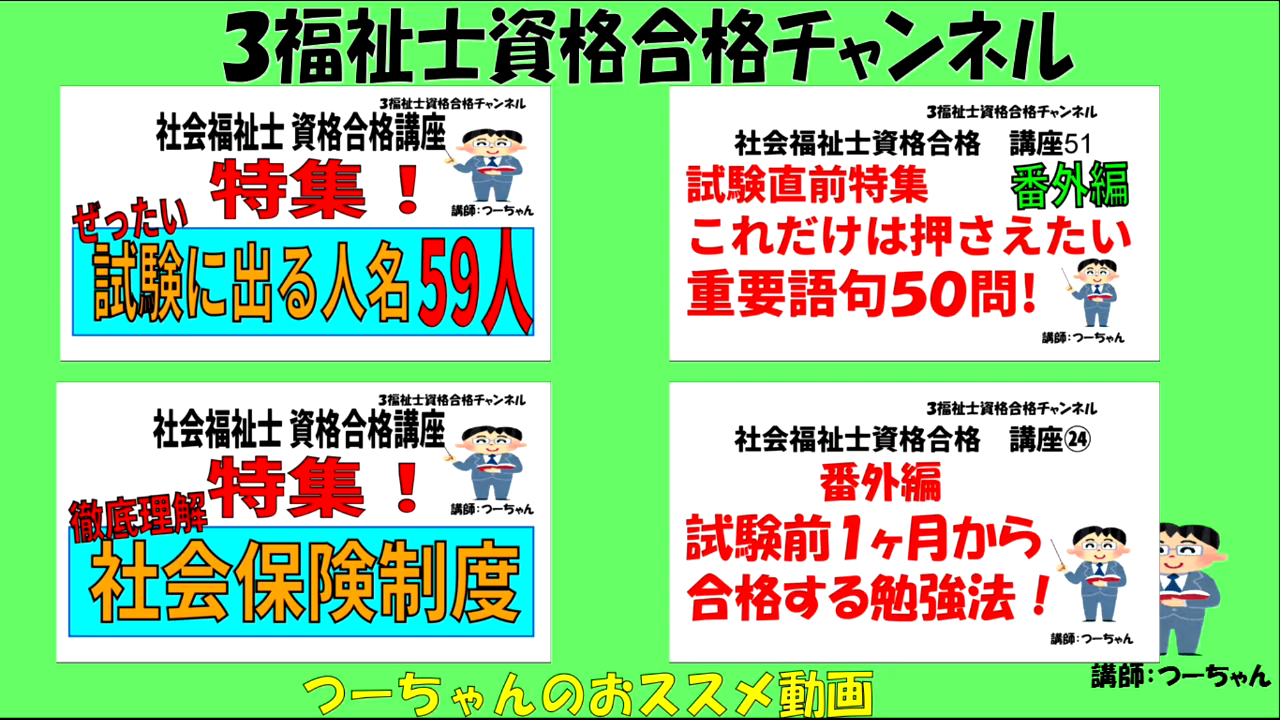 3福祉士資格合格チャンネル
3福祉士資格合格チャンネル
社会福祉士 資格合格講座
特集！
講師：つーちゃん
ぜったい
試験に出る人名59人
3福祉士資格合格チャンネル
社会福祉士資格合格　講座51
試験直前特集　番外編
これだけは押さえたい
重要語句50問!
講師：つーちゃん
3福祉士資格合格チャンネル
社会福祉士 資格合格講座
特集！
講師：つーちゃん
徹底理解
社会保険制度
3福祉士資格合格チャンネル
社会福祉士資格合格　講座㉔
番外編
試験前1ヶ月から
合格する勉強法！
講師：つーちゃん
講師：つーちゃん
つーちゃんのおススメ動画